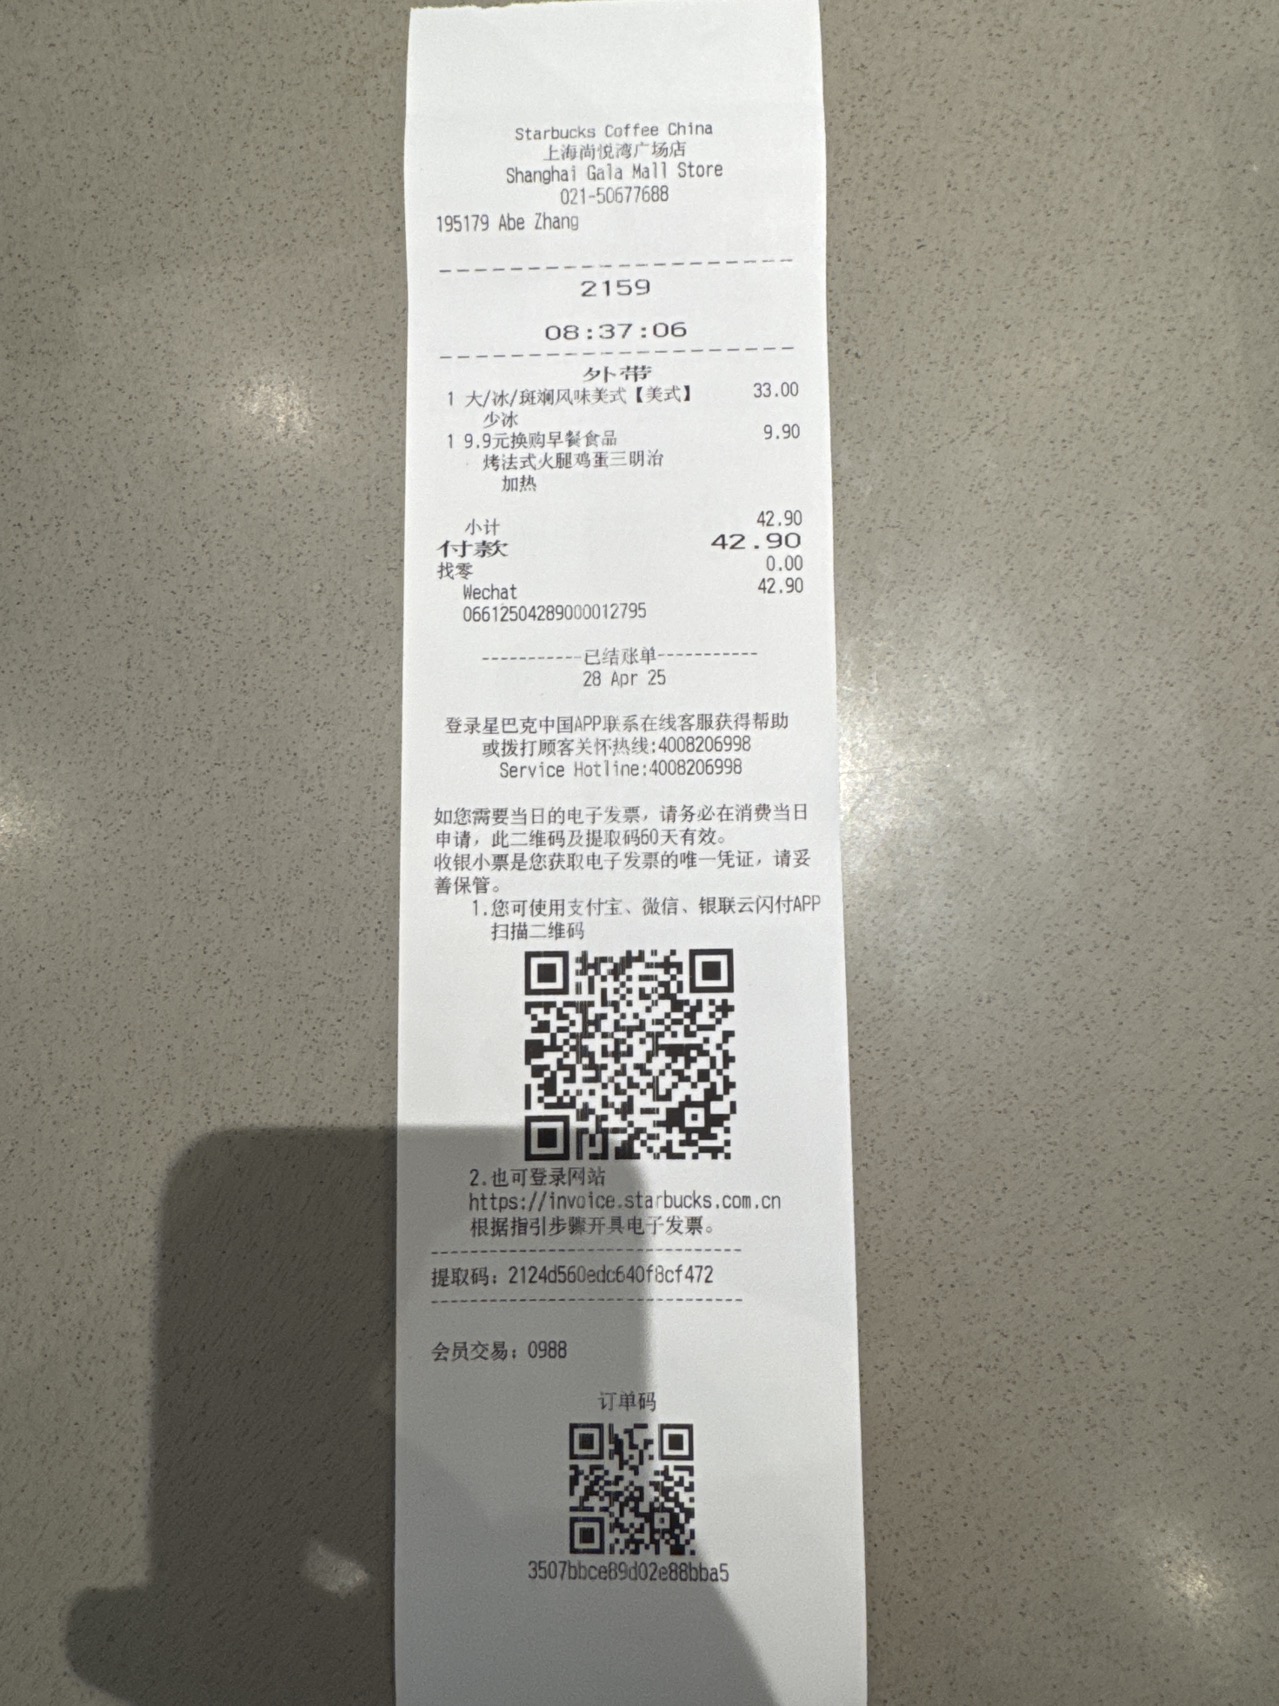 Starbucks Coffee China
上海尚悦湾广场店
Shanghai Gala Mall Store
021-50677688
195179 Abe Zhang
2159
08:37:06
外带
1 大/冰/斑斓风味美式【美式】 33.00
少冰
1 9.9元换购早餐食品 9.90
烤法式火腿鸡蛋三明治
加热
小计 42.90
付款 42.90
找零 0.00
Wechat 42.90
06612504289000012795
-----------已结账单-----------
28 Apr 25
登录星巴克中国APP联系在线客服获得帮助
或拨打顾客关怀热线:4008206998
Service Hotline:4008206998
如您需要当日的电子发票，请务必在消费当日
申请，此二维码及提取码60天有效。
收银小票是您获取电子发票的唯一凭证，请妥
善保管。
1.您可使用支付宝、微信、银联云闪付APP
扫描二维码
2.也可登录网站
https://invoice.starbucks.com.cn
根据指引步骤开具电子发票。
提取码：2124d560edc640f8cf472
会员交易：0988
订单码
3507bbce89d02e88bba5